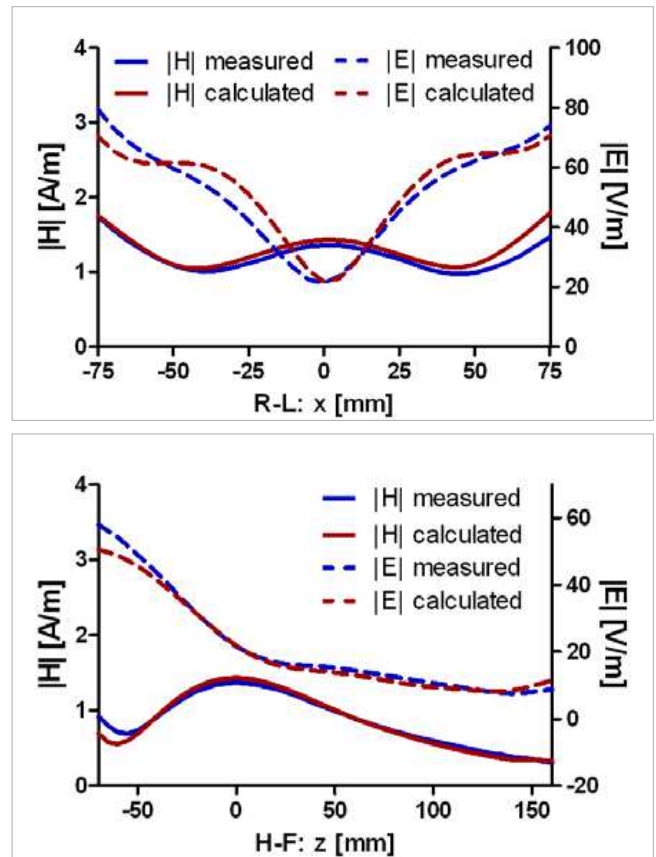 4
3
2
1
0
|H| [A/m]
|H| measured
|E| measured
|H| calculated
|E| calculated
100
80
60
40
20
0
|E| [V/m]
-75
-50
-25
0
25
50
75
R-L: x [mm]
4
3
2
1
0
|H| [A/m]
|H| measured
|H| calculated
|E| measured
|E| calculated
60
40
20
0
-20
|E| [V/m]
-50
0
50
100
150
H-F: z [mm]